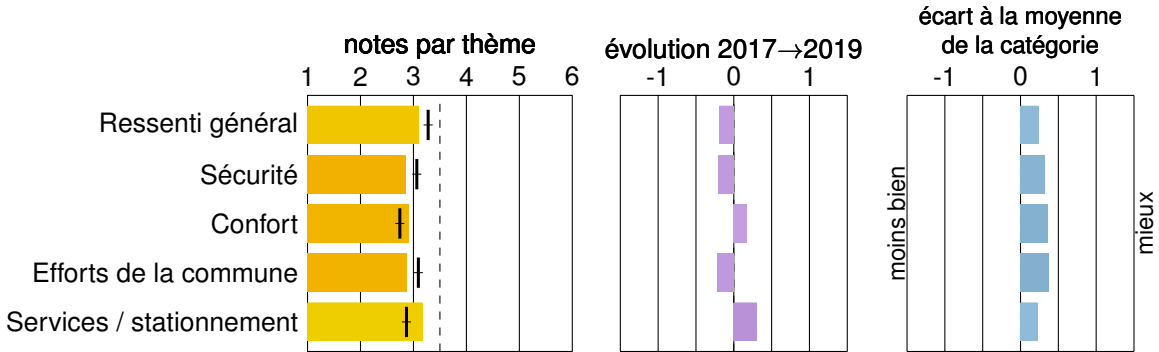 écart à la moyenne
notes par thème évolution 2017→2019 de la catégorie
1 2 3 4 5 6 -1 0 1 -1 0 1
Ressenti général
Sécurité
Confort
Efforts de la commune
Services / stationnement
moins bien
mieux